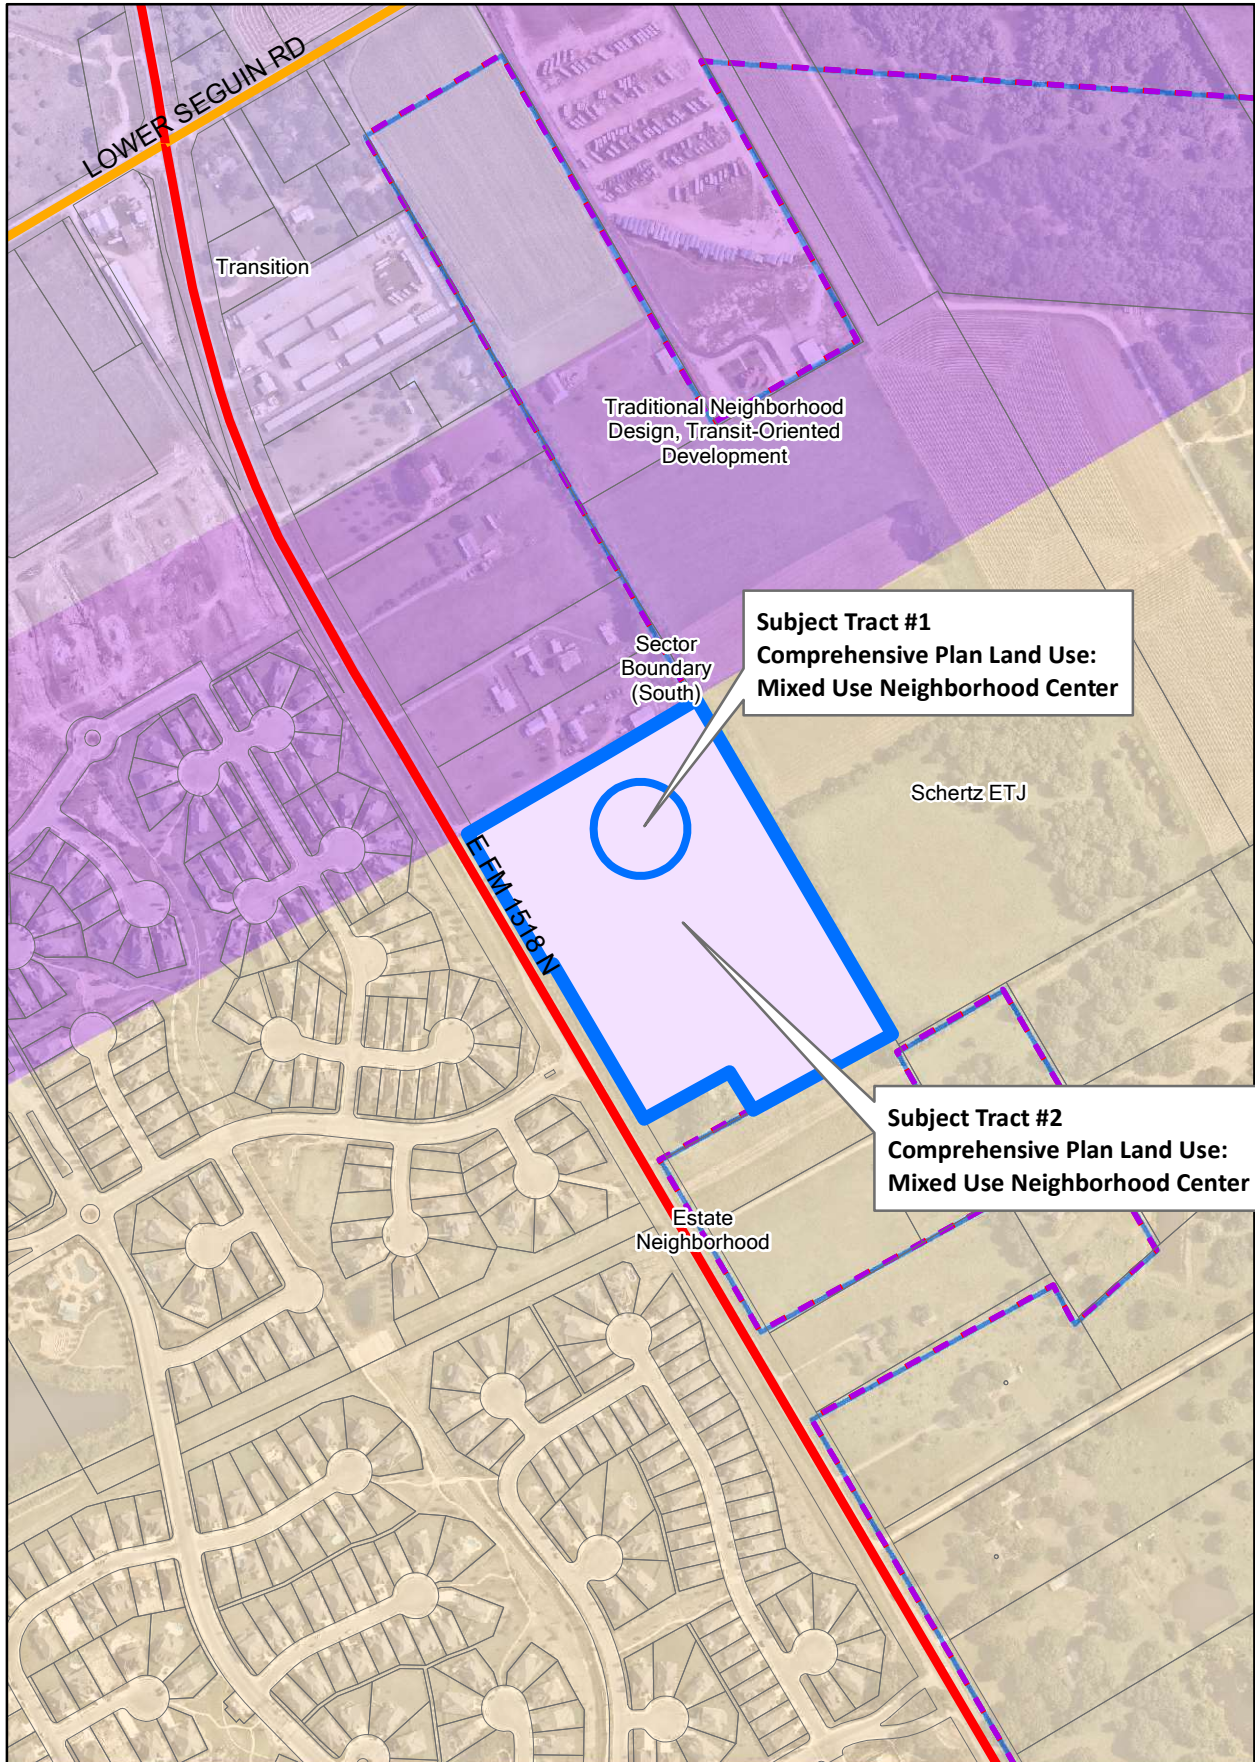 LOWER SEGUIN RD
Transition
Traditional Neighborhood
Design, Transit-Oriented
Development
Subject Tract #1
Comprehensive Plan Land Use:
Mixed Use Neighborhood Center
Sector
Boundary
(South)
Schertz ETJ
E FM 1518 N
Subject Tract #2
Comprehensive Plan Land Use:
Mixed Use Neighborhood Center
Estate
Neighborhood